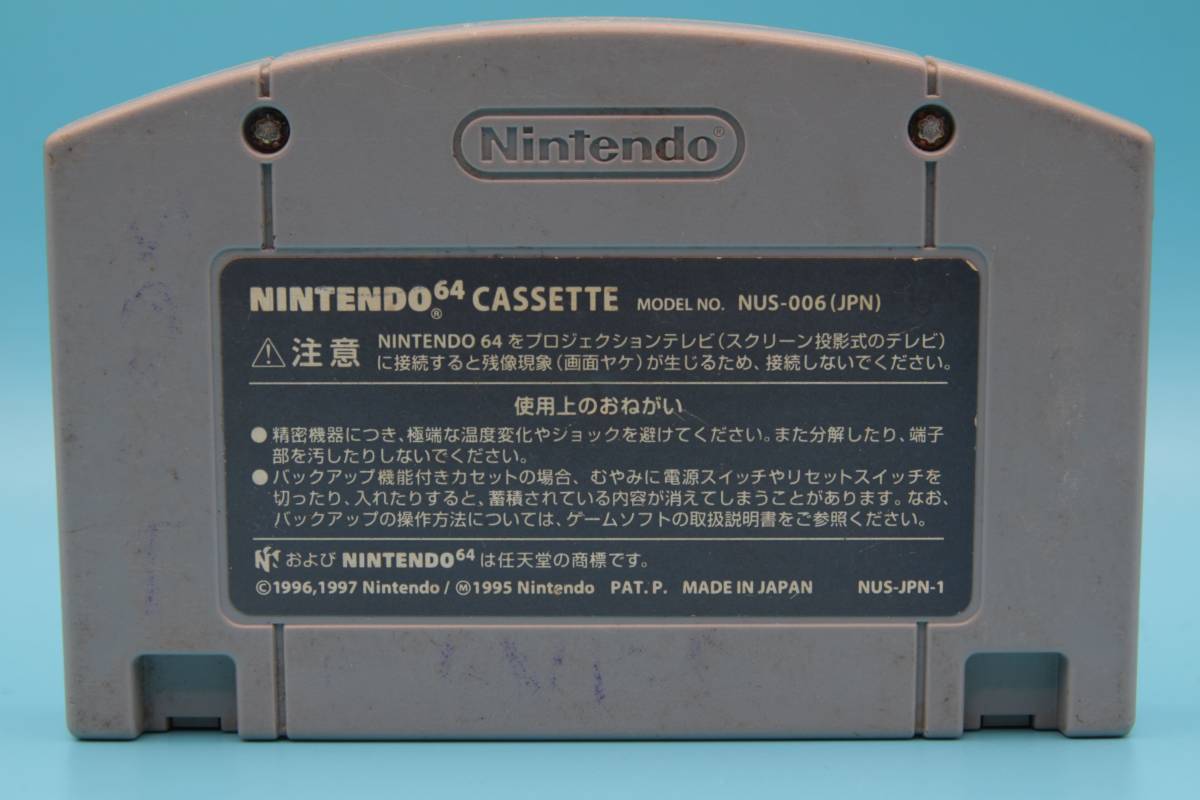 Nintendo®
NINTENDO64® CASSETTE MODEL NO. NUS-006(JPN)
⚠注意 NINTENDO 64 をプロジェクションテレビ(スクリーン投影式のテレビ)
に接続すると残像現象(画面ヤケ)が生じるため、接続しないでください。
使用上のおねがい
●精密機器につき、極端な温度変化やショックを避けてください。また分解したり、端子
部を汚したりしないでください。
●バックアップ機能付きカセットの場合、むやみに電源スイッチやリセットスイッチを
切ったり、入れたりすると、蓄積されている内容が消えてしまうことがあります。なお、
バックアップの操作方法については、ゲームソフトの取扱説明書をご参照ください。
および NINTENDO64 は任天堂の商標です。
©1996,1997 Nintendo / Ⓜ1995 Nintendo PAT. P. MADE IN JAPAN NUS-JPN-1